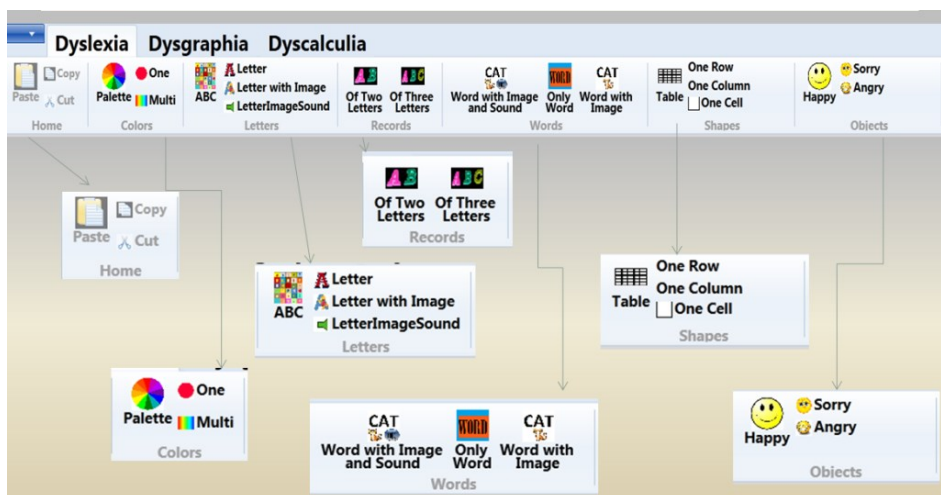 Dyslexia Dysgraphia Dyscalculia
Paste Copy Cut
Home
Palette One Multi
Colors
ABC Letter
Letter with Image
LetterImageSound
Letters
AB ABC
Of Two Letters Of Three Letters
Records
CAT WORD CAT
Word with Image and Sound Only Word Word with Image
Words
Table One Row
One Column
One Cell
Shapes
Happy Sorry
Angry
Objects
AB ABC
Of Two Of Three
Letters Letters
Records
Paste Copy
Cut
Home
ABC Letter
Letter with Image
LetterImageSound
Letters
One Row
Table One Column
One Cell
Shapes
Palette One
Multi
Colors
CAT WORD CAT
Word with Image Only Word with
and Sound Word Image
Words
Happy Sorry
Angry
Objects